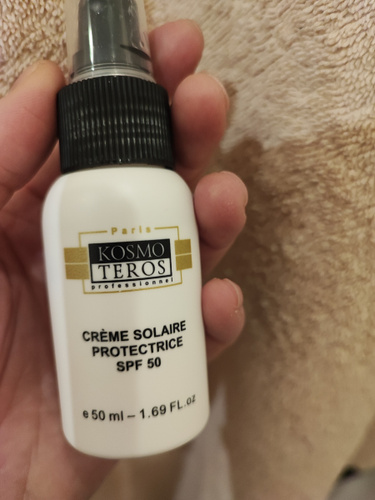 Paris
KOSMO
TEROS
professionnel
CRÈME SOLAIRE
PROTECTRICE
SPF 50
e 50 ml – 1.69 FL.oz